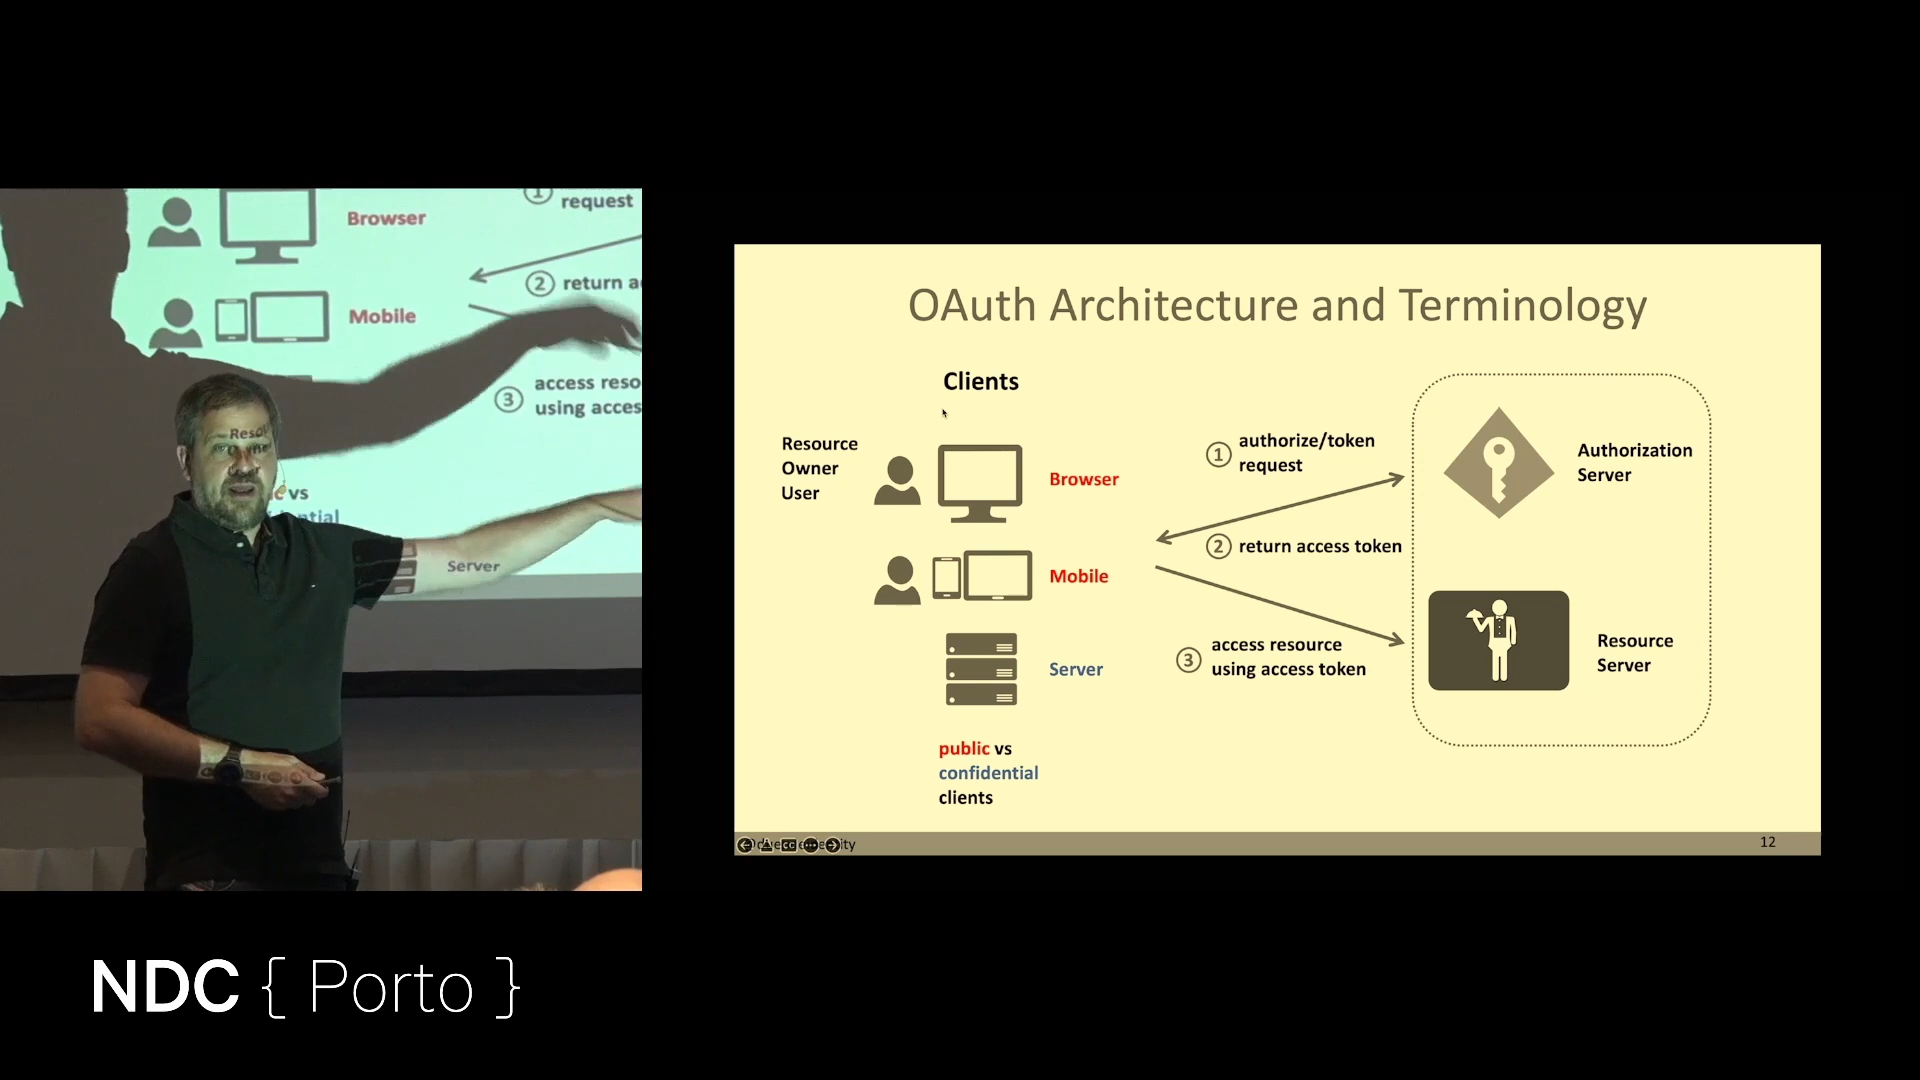 request
Browser
2 return a
Mobile
3 access reso
using acces
Reso
vs
ntial
Server
OAuth Architecture and Terminology
Clients
Resource
Owner
User
Browser
Mobile
Server
public vs
confidential
clients
1 authorize/token
request
2 return access token
3 access resource
using access token
Authorization
Server
Resource
Server
12
NDC { Porto }